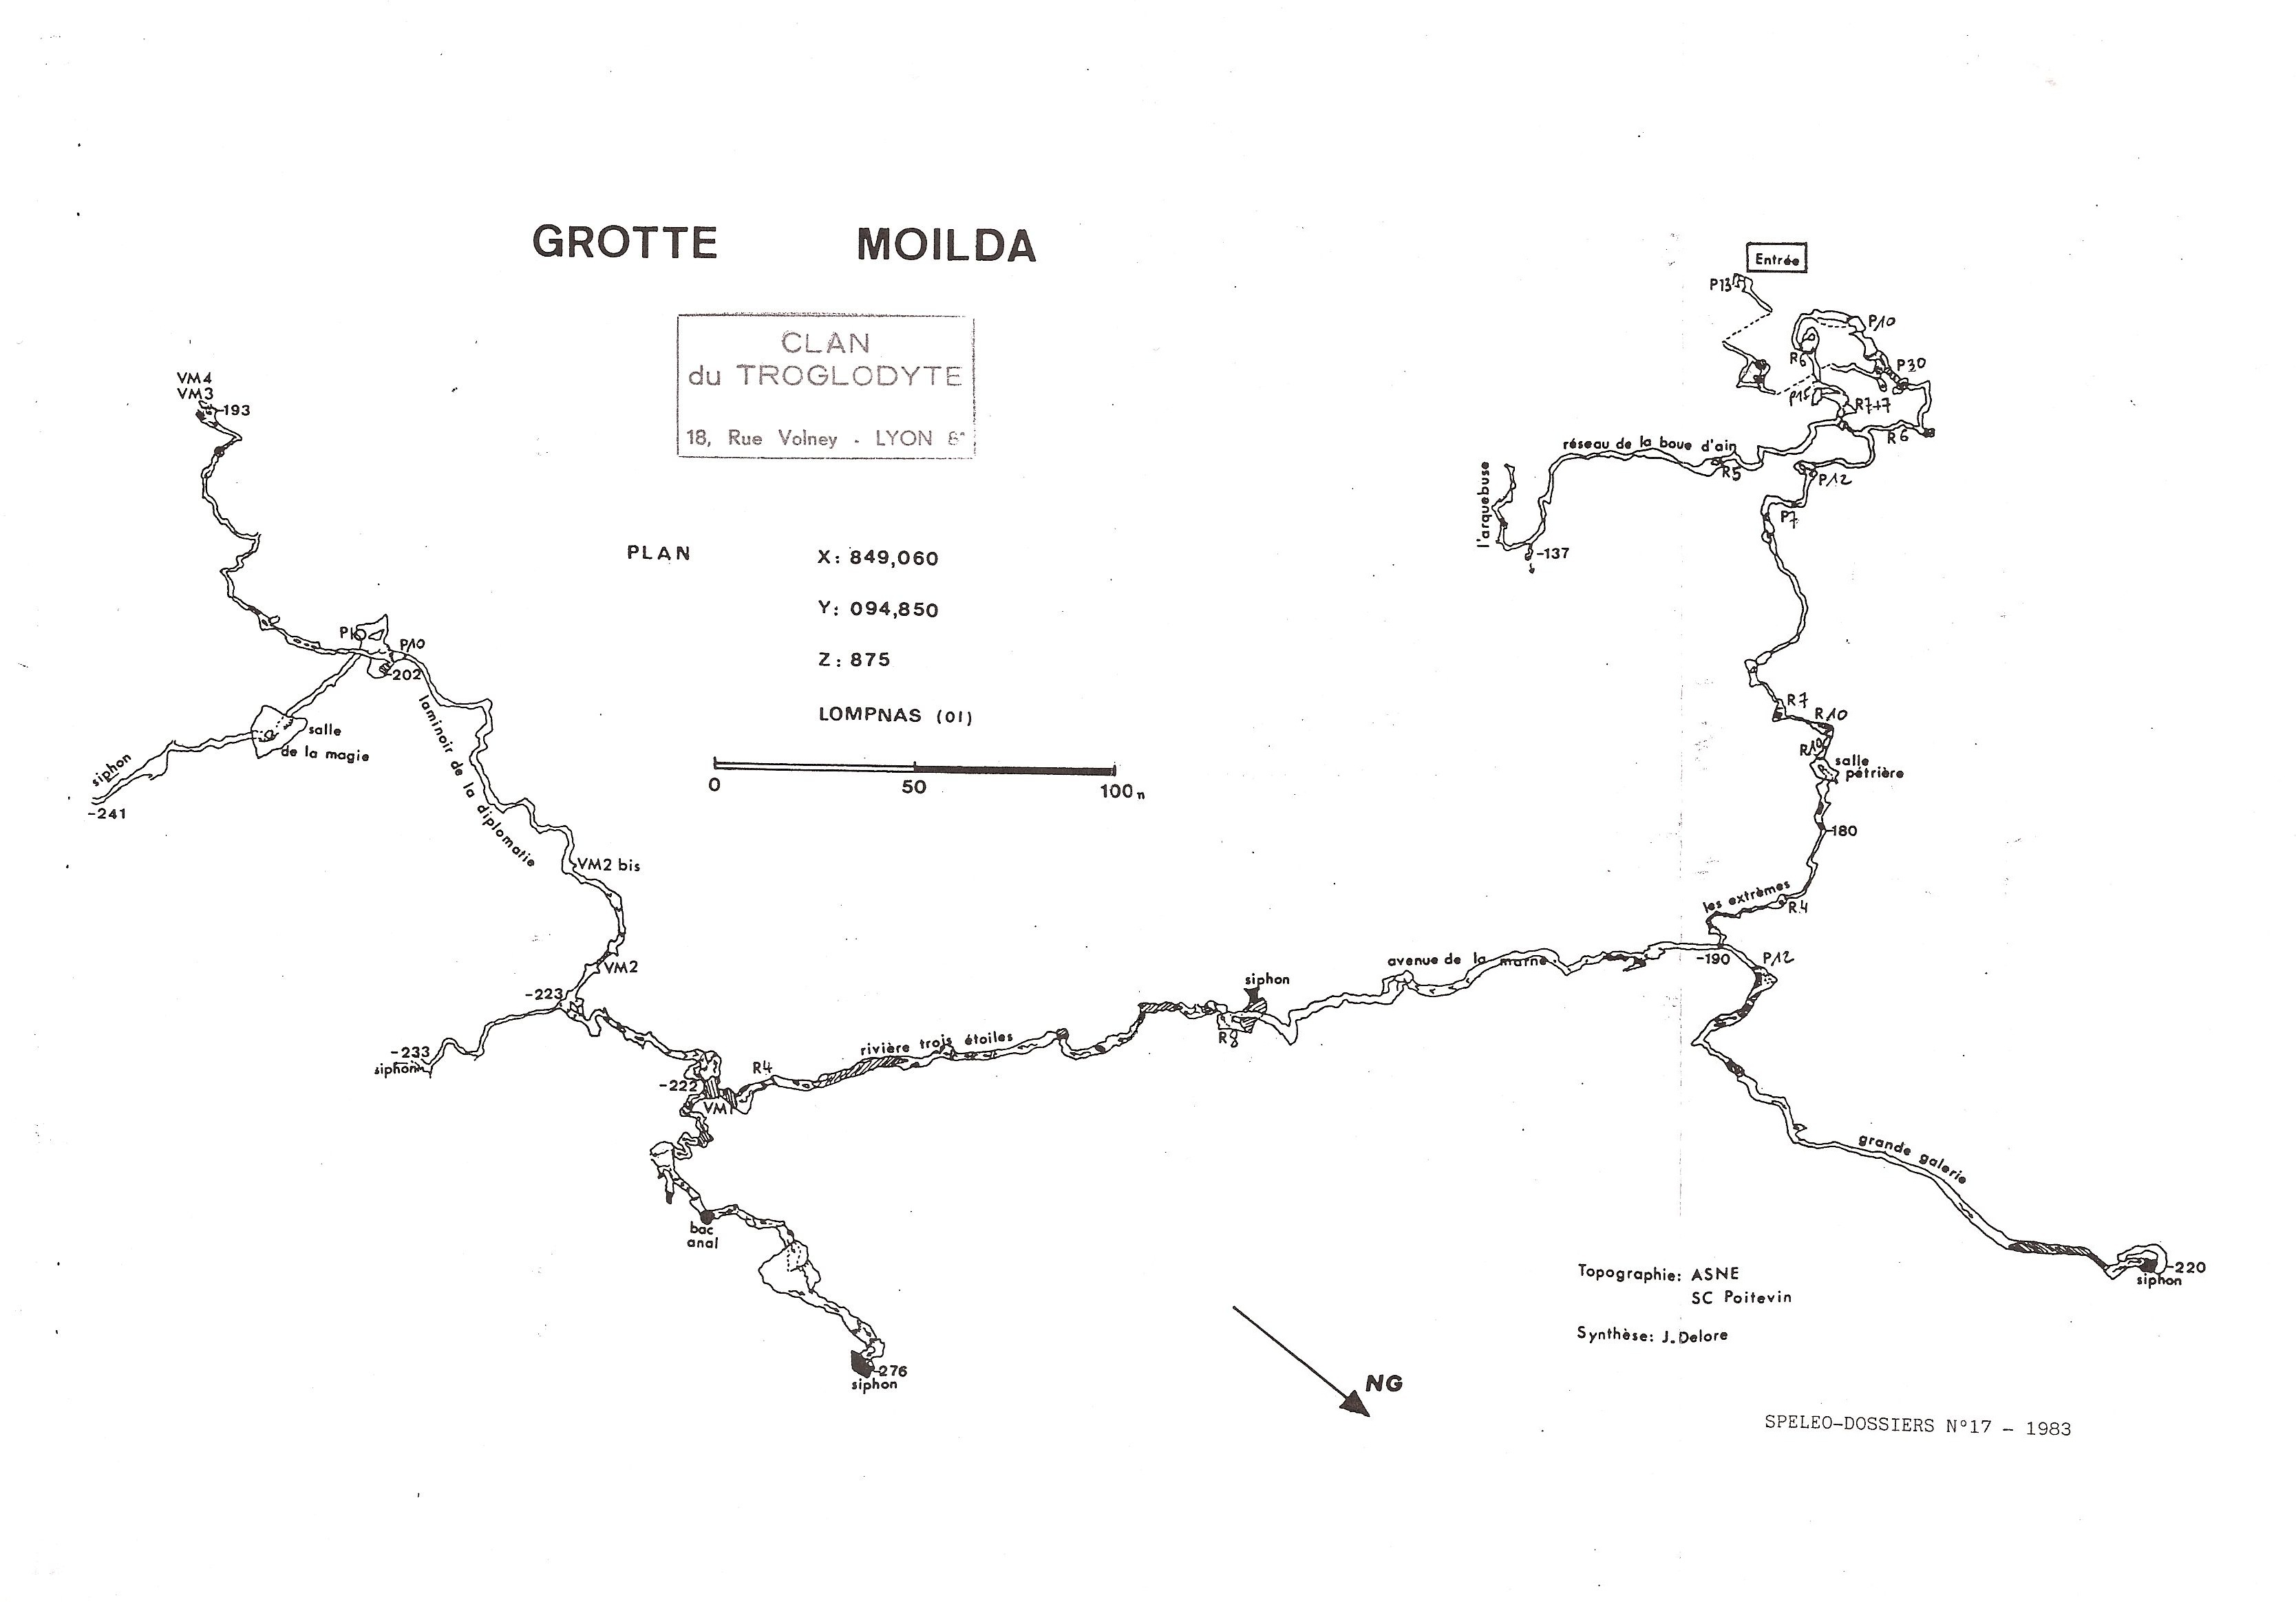 GROTTE MOILDA
CLAN
du TROGLODYTE
18, Rue Volney - LYON 8e
PLAN
X: 849,060
Y: 094,850
Z: 875
LOMPNAS (01)
0 50 100
VM4
VM3
-193
P10
-202
salle
de la magie
siphon
-241
laminoir de la diplomatie
VM2 bis
VM2
-223
-233
siphon
-222
VM1
R4
bac
anal
-276
siphon
rivière trois étoiles
R8
siphon
avenue de la marne
-190
P12
les extrêmes
R4
-180
salle
pétrière
R10
R10
R7
P7
P12
Entrée
P13
P10
R6
P30
P15
R7+7
R6
réseau de la boue d'ain
R5
l'arquebuse
-137
grande galerie
-220
siphon
NG
Topographie: ASNE
SC Poitevin
Synthèse: J.Delore
SPELEO-DOSSIERS N°17 - 1983